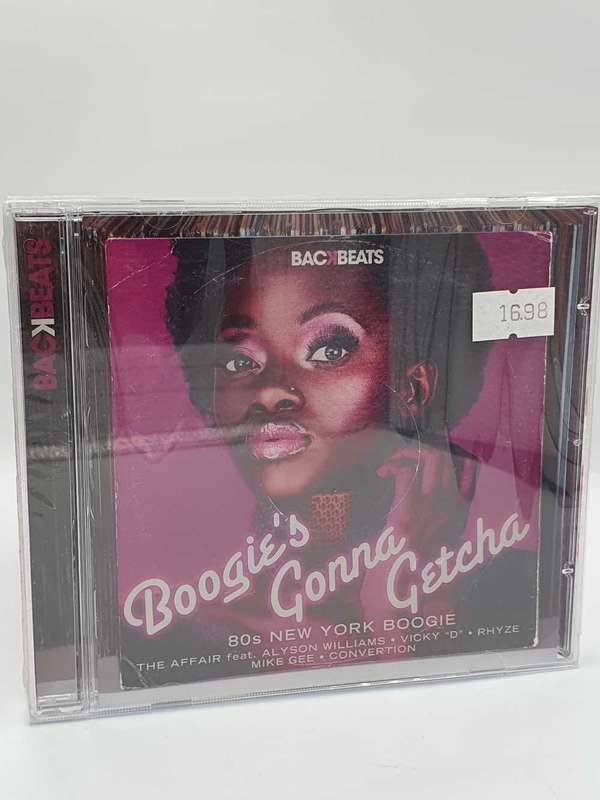 BACKBEATS
BACKBEATS
16.98
Boogie's
Gonna
Getcha
80s NEW YORK BOOGIE
THE AFFAIR feat. ALYSON WILLIAMS • VICKY "D" • RHYZE
MIKE GEE • CONVERTION